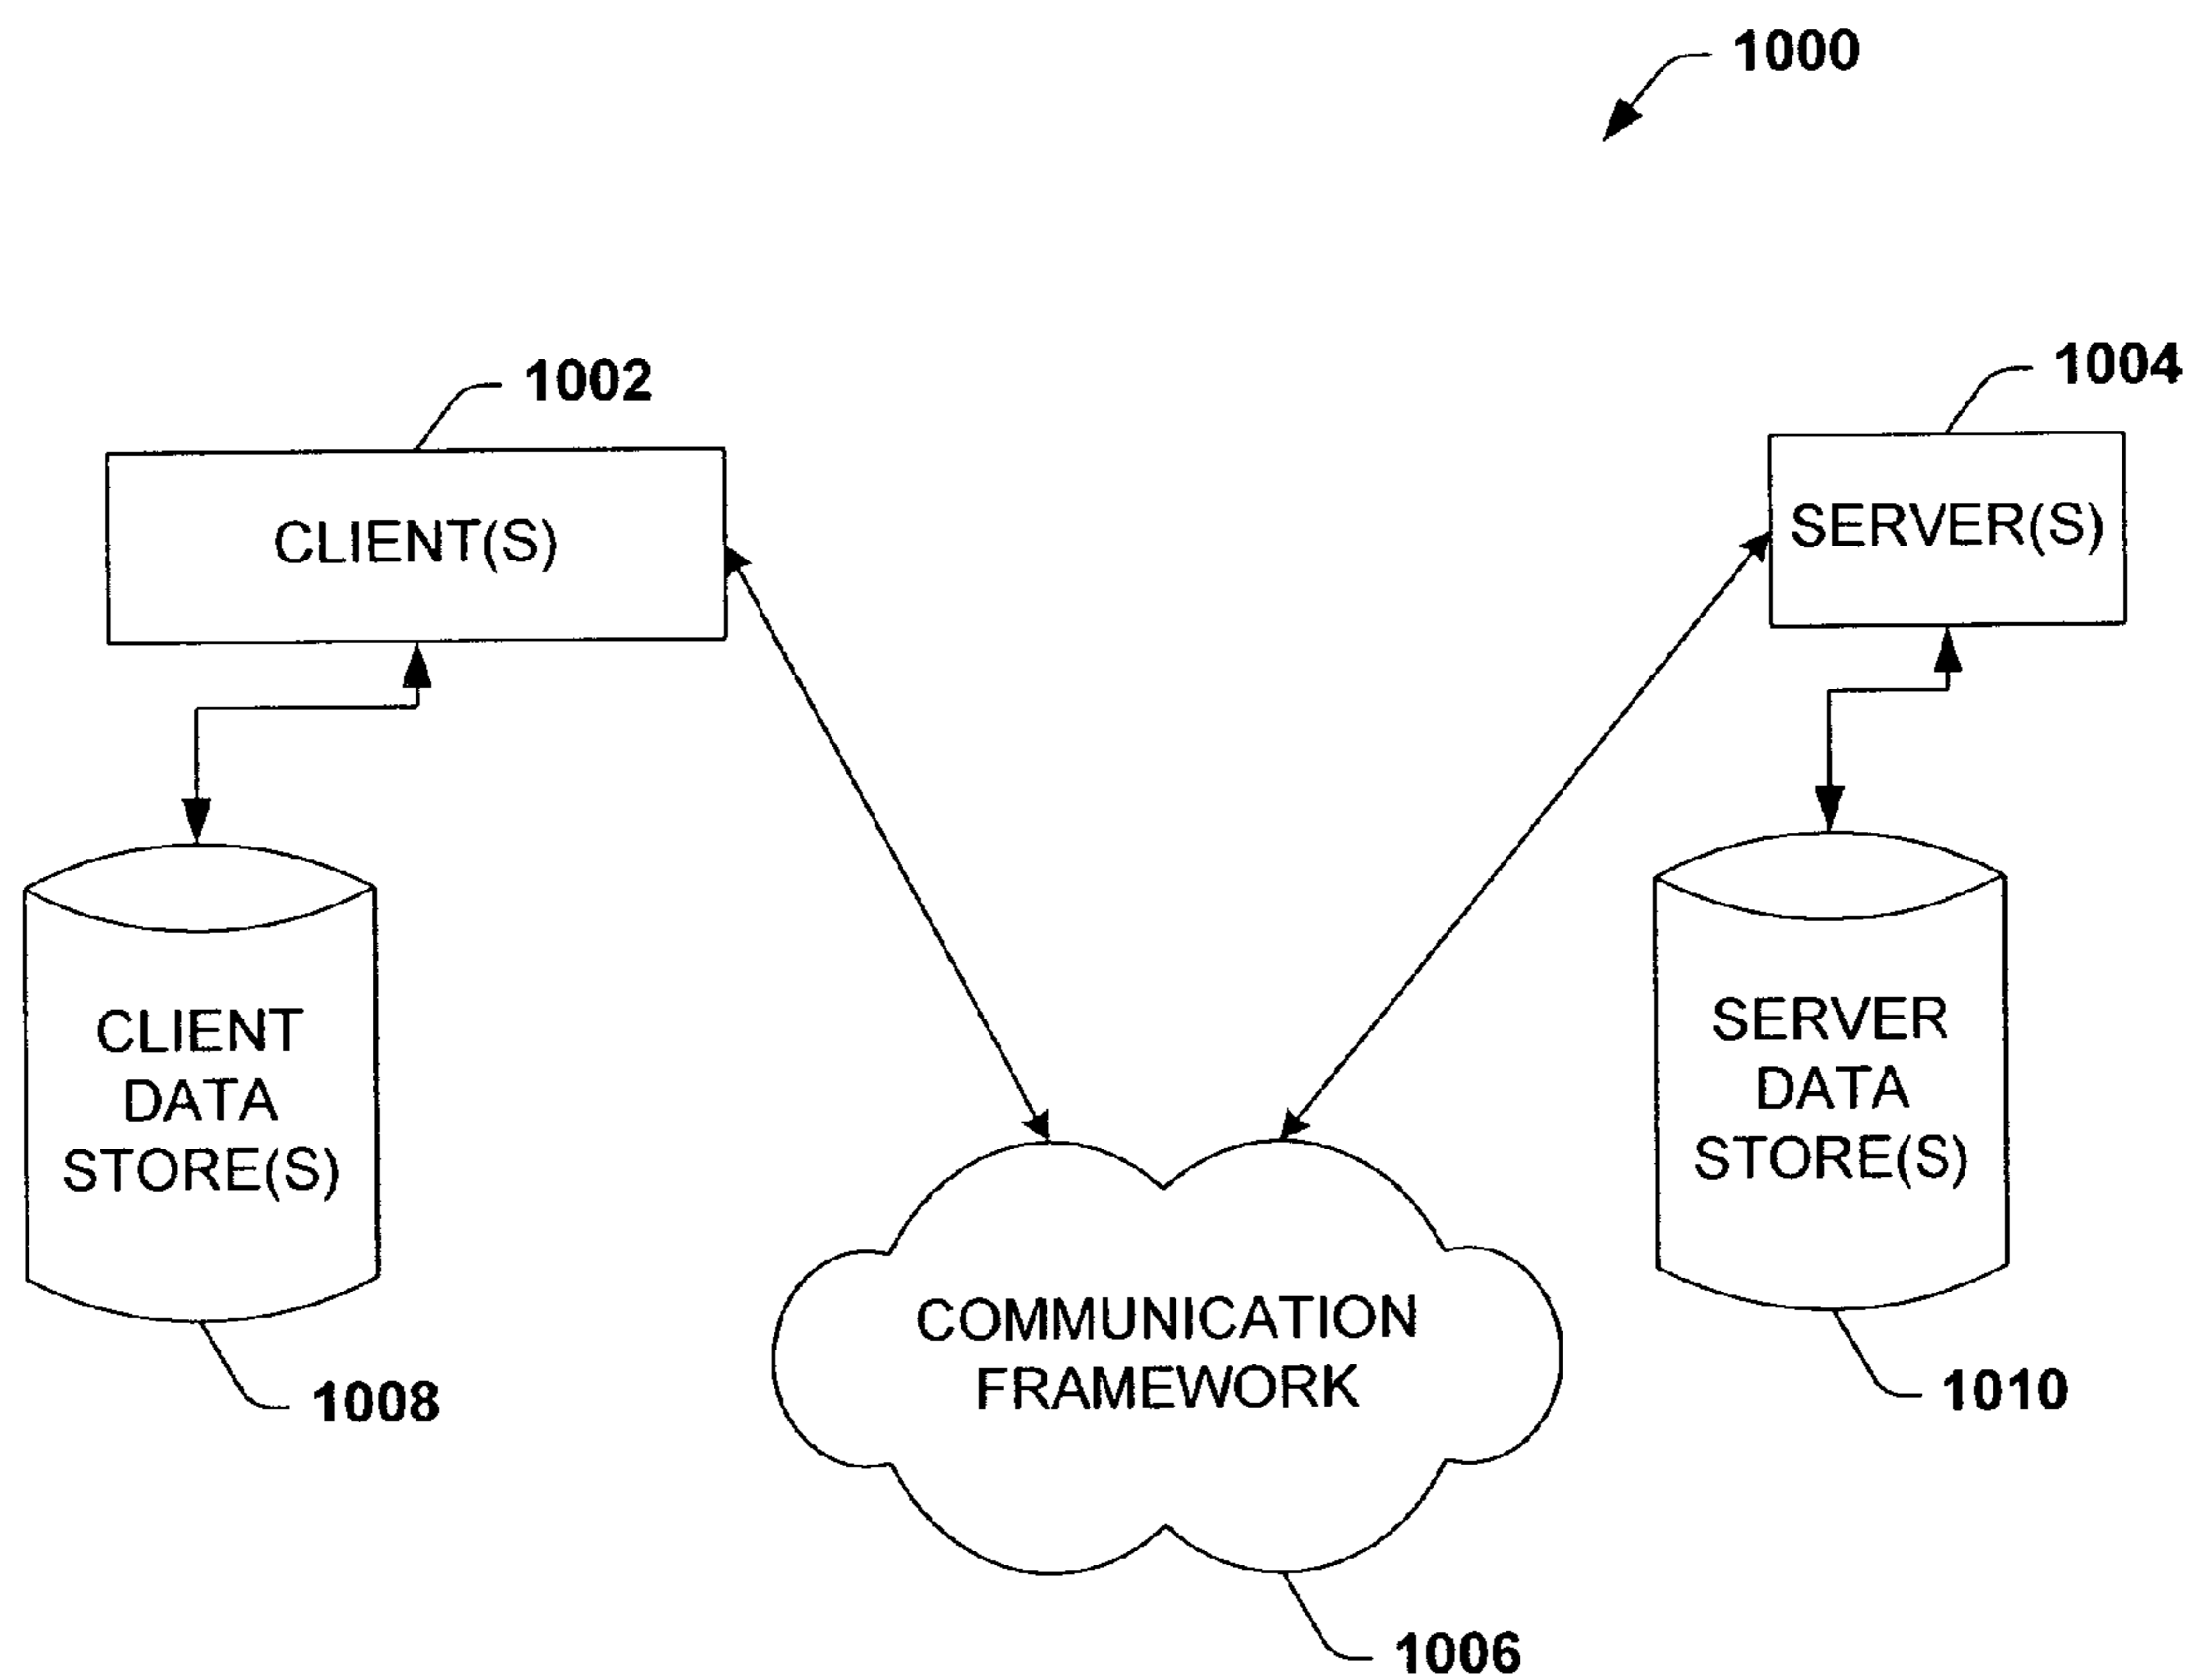 1000
1002
1004
CLIENT(S)
SERVER(S)
CLIENT
DATA
STORE(S)
SERVER
DATA
STORE(S)
COMMUNICATION
FRAMEWORK
1008
1010
1006